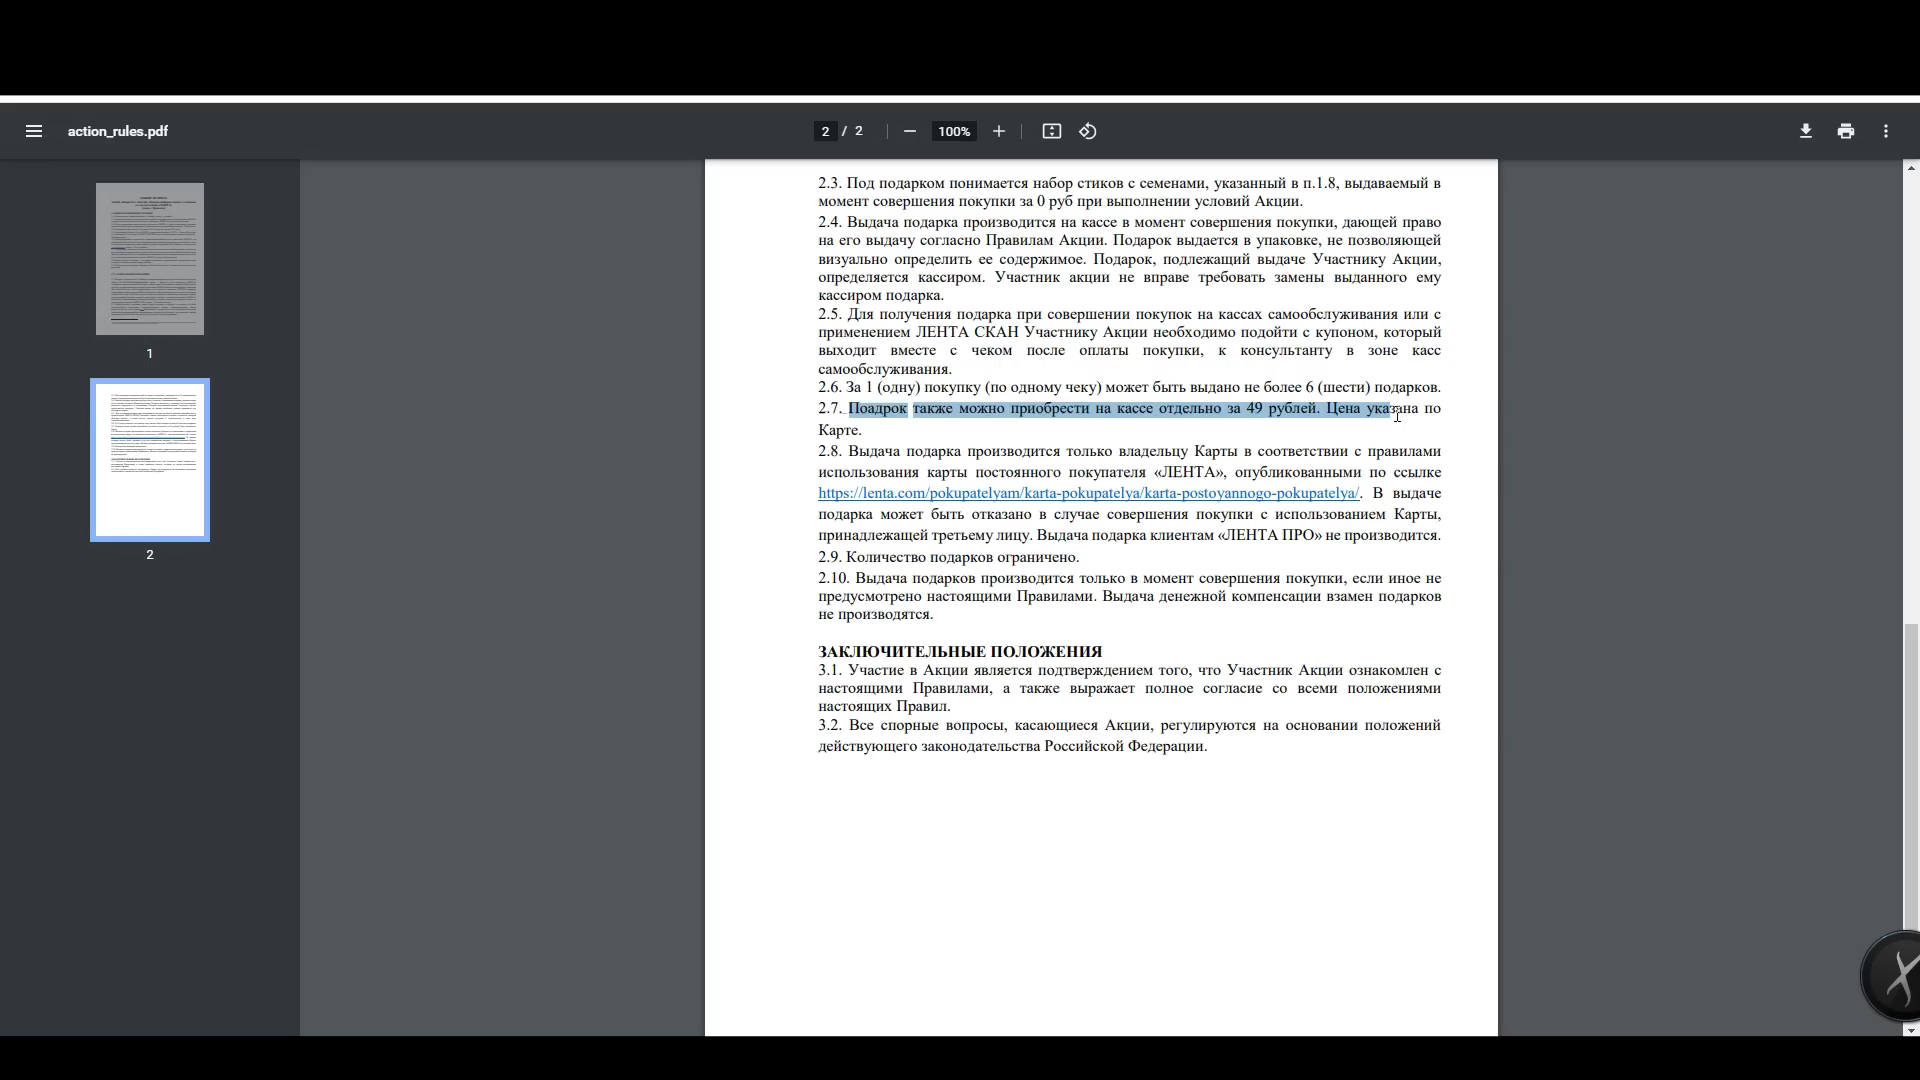 action_rules.pdf
2 / 2
100%
2.3. Под подарком понимается набор стиков с семенами, указанный в п.1.8, выдаваемый в
момент совершения покупки за 0 руб при выполнении условий Акции.
2.4. Выдача подарка производится на кассе в момент совершения покупки, дающей право
на его выдачу согласно Правилам Акции. Подарок выдается в упаковке, не позволяющей
визуально определить ее содержимое. Подарок, подлежащий выдаче Участнику Акции,
определяется кассиром. Участник акции не вправе требовать замены выданного ему
кассиром подарка.
2.5. Для получения подарка при совершении покупок на кассах самообслуживания или с
применением ЛЕНТА СКАН Участнику Акции необходимо подойти с купоном, который
выходит вместе с чеком после оплаты покупки, к консультанту в зоне касс
самообслуживания.
2.6. За 1 (одну) покупку (по одному чеку) может быть выдано не более 6 (шести) подарков.
2.7. Поадрок также можно приобрести на кассе отдельно за 49 рублей. Цена указана по
Карте.
2.8. Выдача подарка производится только владельцу Карты в соответствии с правилами
использования карты постоянного покупателя «ЛЕНТА», опубликованными по ссылке
https://lenta.com/pokupatelyam/karta-pokupatelya/karta-postoyannogo-pokupatelya/. В выдаче
подарка может быть отказано в случае совершения покупки с использованием Карты,
принадлежащей третьему лицу. Выдача подарка клиентам «ЛЕНТА ПРО» не производится.
2.9. Количество подарков ограничено.
2.10. Выдача подарков производится только в момент совершения покупки, если иное не
предусмотрено настоящими Правилами. Выдача денежной компенсации взамен подарков
не производятся.
ЗАКЛЮЧИТЕЛЬНЫЕ ПОЛОЖЕНИЯ
3.1. Участие в Акции является подтверждением того, что Участник Акции ознакомлен с
настоящими Правилами, а также выражает полное согласие со всеми положениями
настоящих Правил.
3.2. Все спорные вопросы, касающиеся Акции, регулируются на основании положений
действующего законодательства Российской Федерации.
1
2